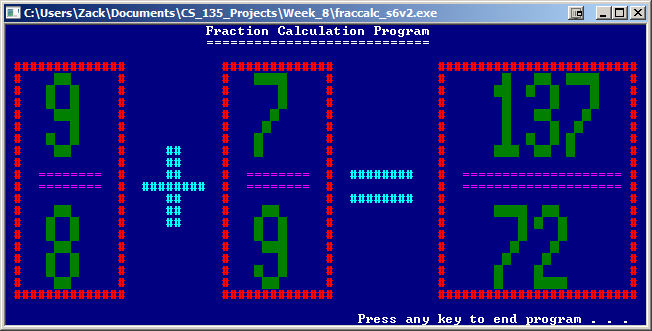 C:\Users\Zack\Documents\CS_135_Projects\Week_8\fraccalc_s6v2.exe
Fraction Calculation Program
9 + 7 = 137
8 9 72
Press any key to end program . . .